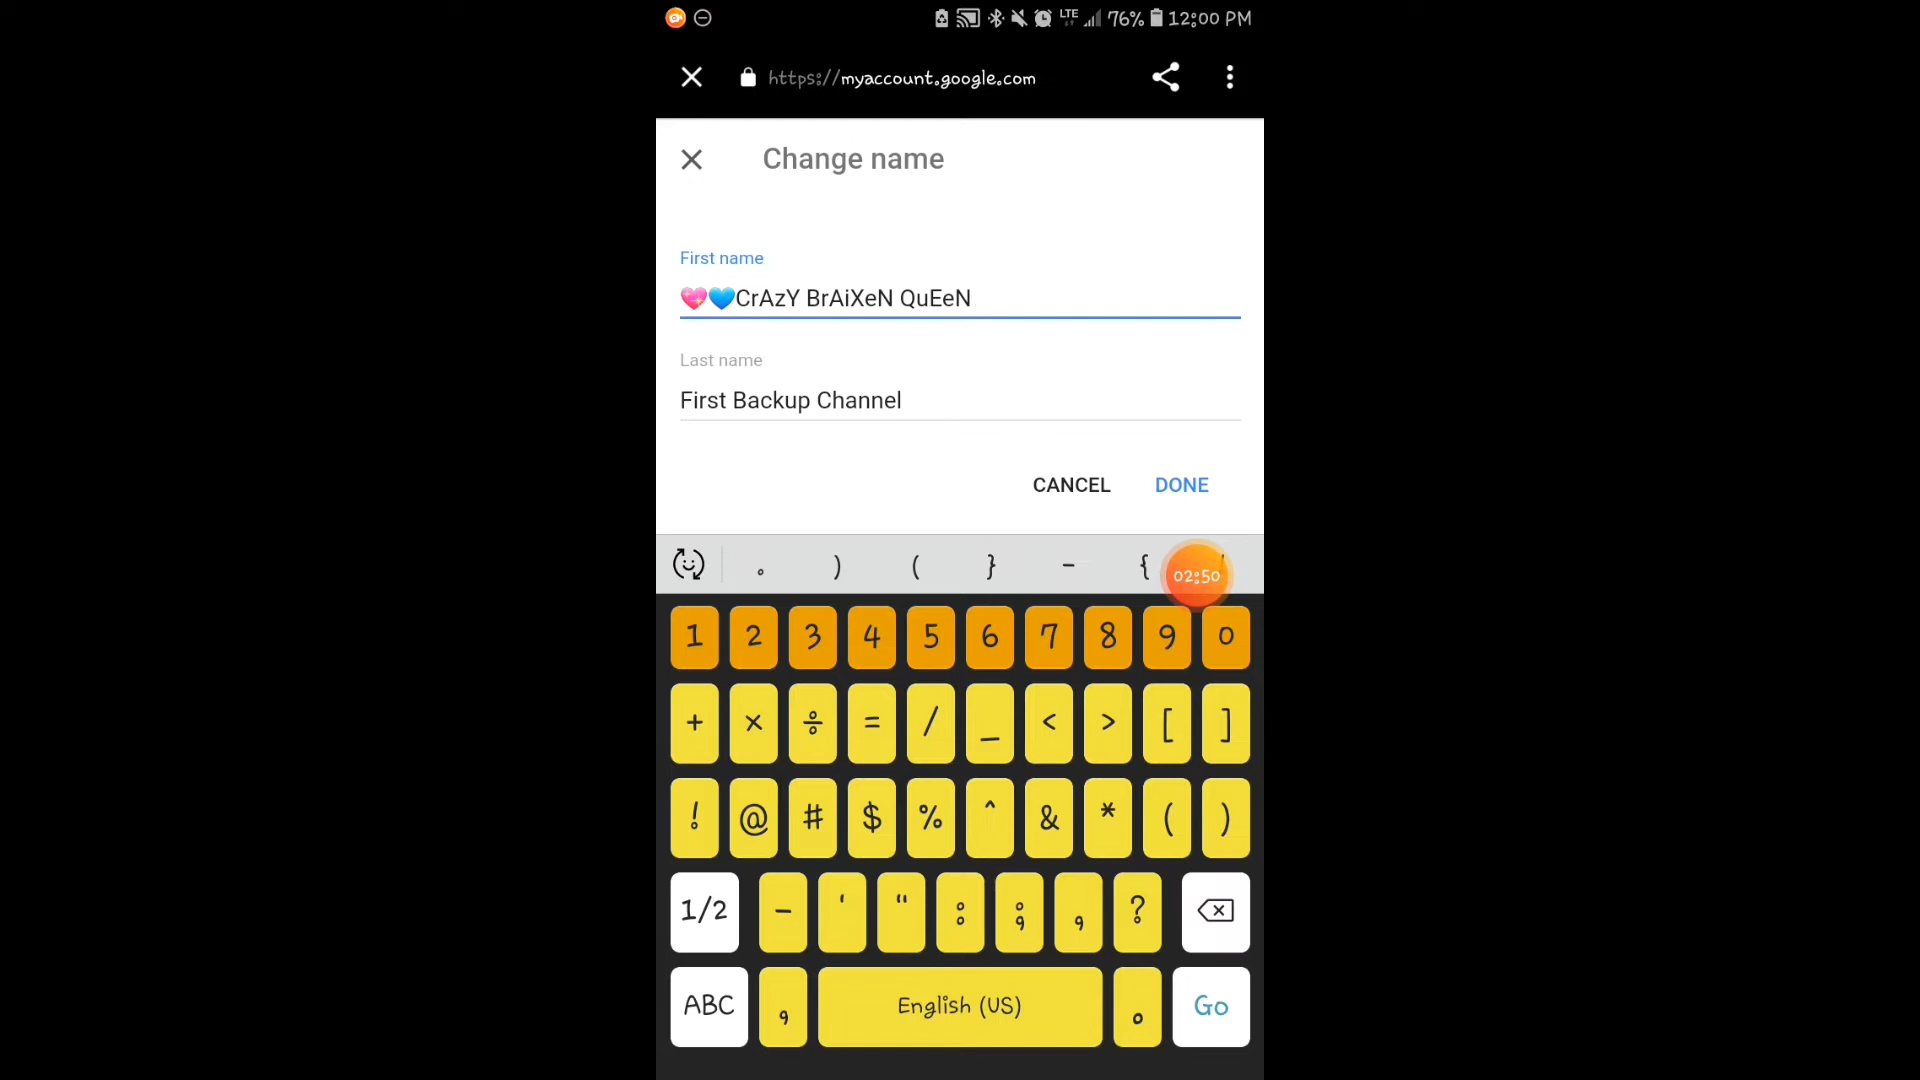 LTE 76% 12:00 PM
https://myaccount.google.com
Change name
First name
💖💙CrAzY BrAiXeN QuEeN
Last name
First Backup Channel
CANCEL DONE
. ) ( } - { !
02:50
1 2 3 4 5 6 7 8 9 0
+ × ÷ = / _ < > [ ]
! @ # $ % ^ & * ( )
1/2 - ' " : ; , ?
ABC , English (US) . Go